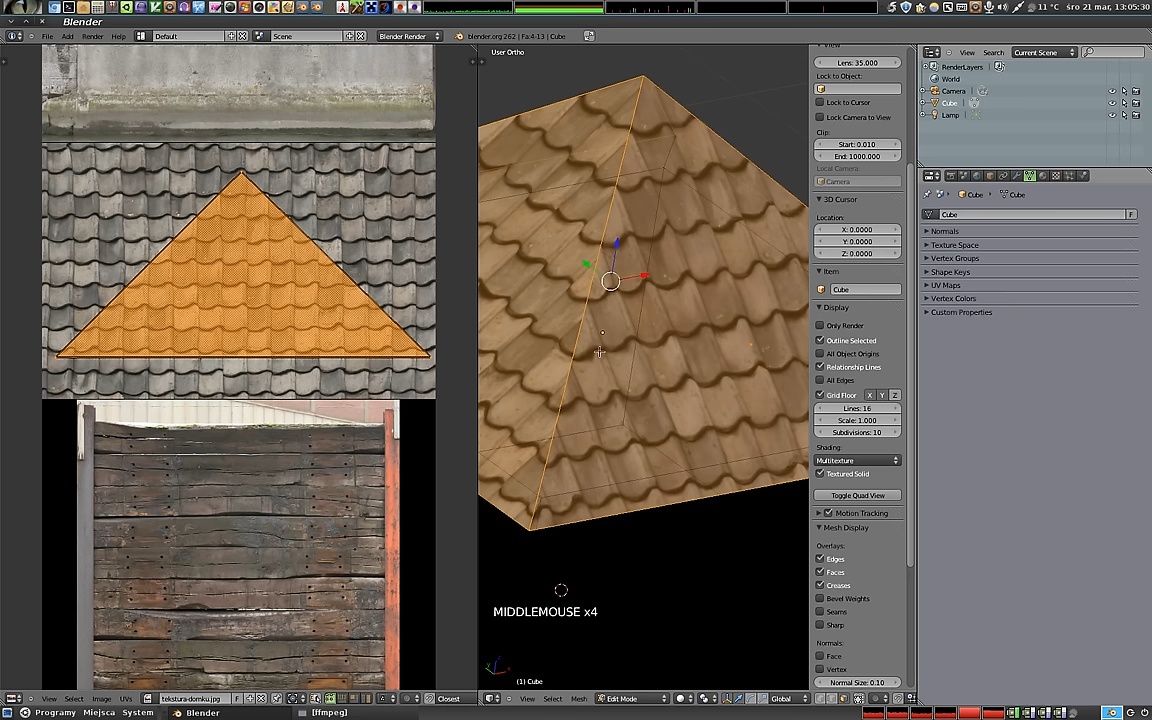 11 °C śro 21 mar, 13:05:30
Blender
File Add Render Help Default Scene Blender Render blender.org 262 | Fa:4-13 | Cube
User Ortho
View
Lens: 35.000
Lock to Object:
Lock to Cursor
Lock Camera to View
Clip:
Start: 0.010
End: 1000.000
Local Camera:
Camera
3D Cursor
Location:
X: 0.0000
Y: 0.0000
Z: 0.0000
Item
Cube
Display
Only Render
Outline Selected
All Object Origins
Relationship Lines
All Edges
Grid Floor X Y Z
Lines: 16
Scale: 1.000
Subdivisions: 10
Shading:
Multitexture
Textured Solid
Toggle Quad View
Motion Tracking
Mesh Display
Overlays:
Edges
Faces
Creases
Bevel Weights
Seams
Sharp
Normals:
Face
Vertex
Normal Size: 0.10
View Search Current Scene
RenderLayers
World
Camera
Cube
Lamp
Cube Cube
Cube F
Normals
Texture Space
Vertex Groups
Shape Keys
UV Maps
Vertex Colors
Custom Properties
MIDDLEMOUSE x4
(1) Cube
View Select Image UVs tekstura-domku.jpg F Closest
View Select Mesh Edit Mode Global
Programy Miejsca System Blender [ffmpeg]